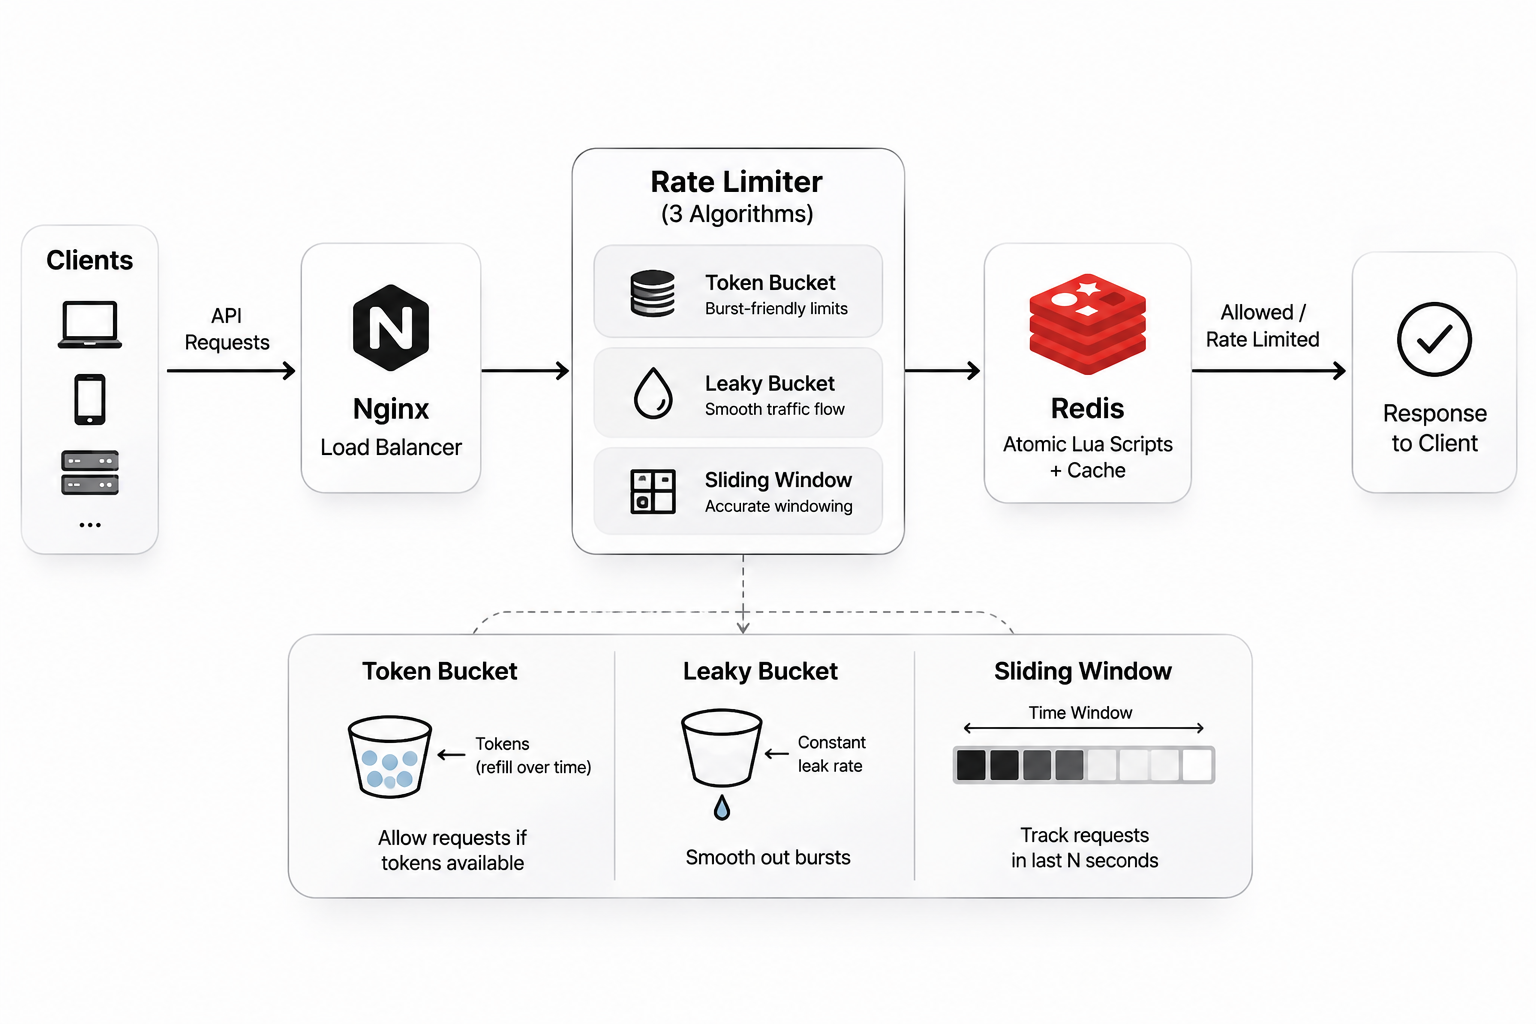 Clients
...
API
Requests
N
Nginx
Load Balancer
Rate Limiter
(3 Algorithms)
Token Bucket
Burst-friendly limits
Leaky Bucket
Smooth traffic flow
Sliding Window
Accurate windowing
Redis
Atomic Lua Scripts
+ Cache
Allowed /
Rate Limited
Response
to Client
Token Bucket
Tokens
(refill over time)
Allow requests if
tokens available
Leaky Bucket
Constant
leak rate
Smooth out bursts
Sliding Window
Time Window
Track requests
in last N seconds